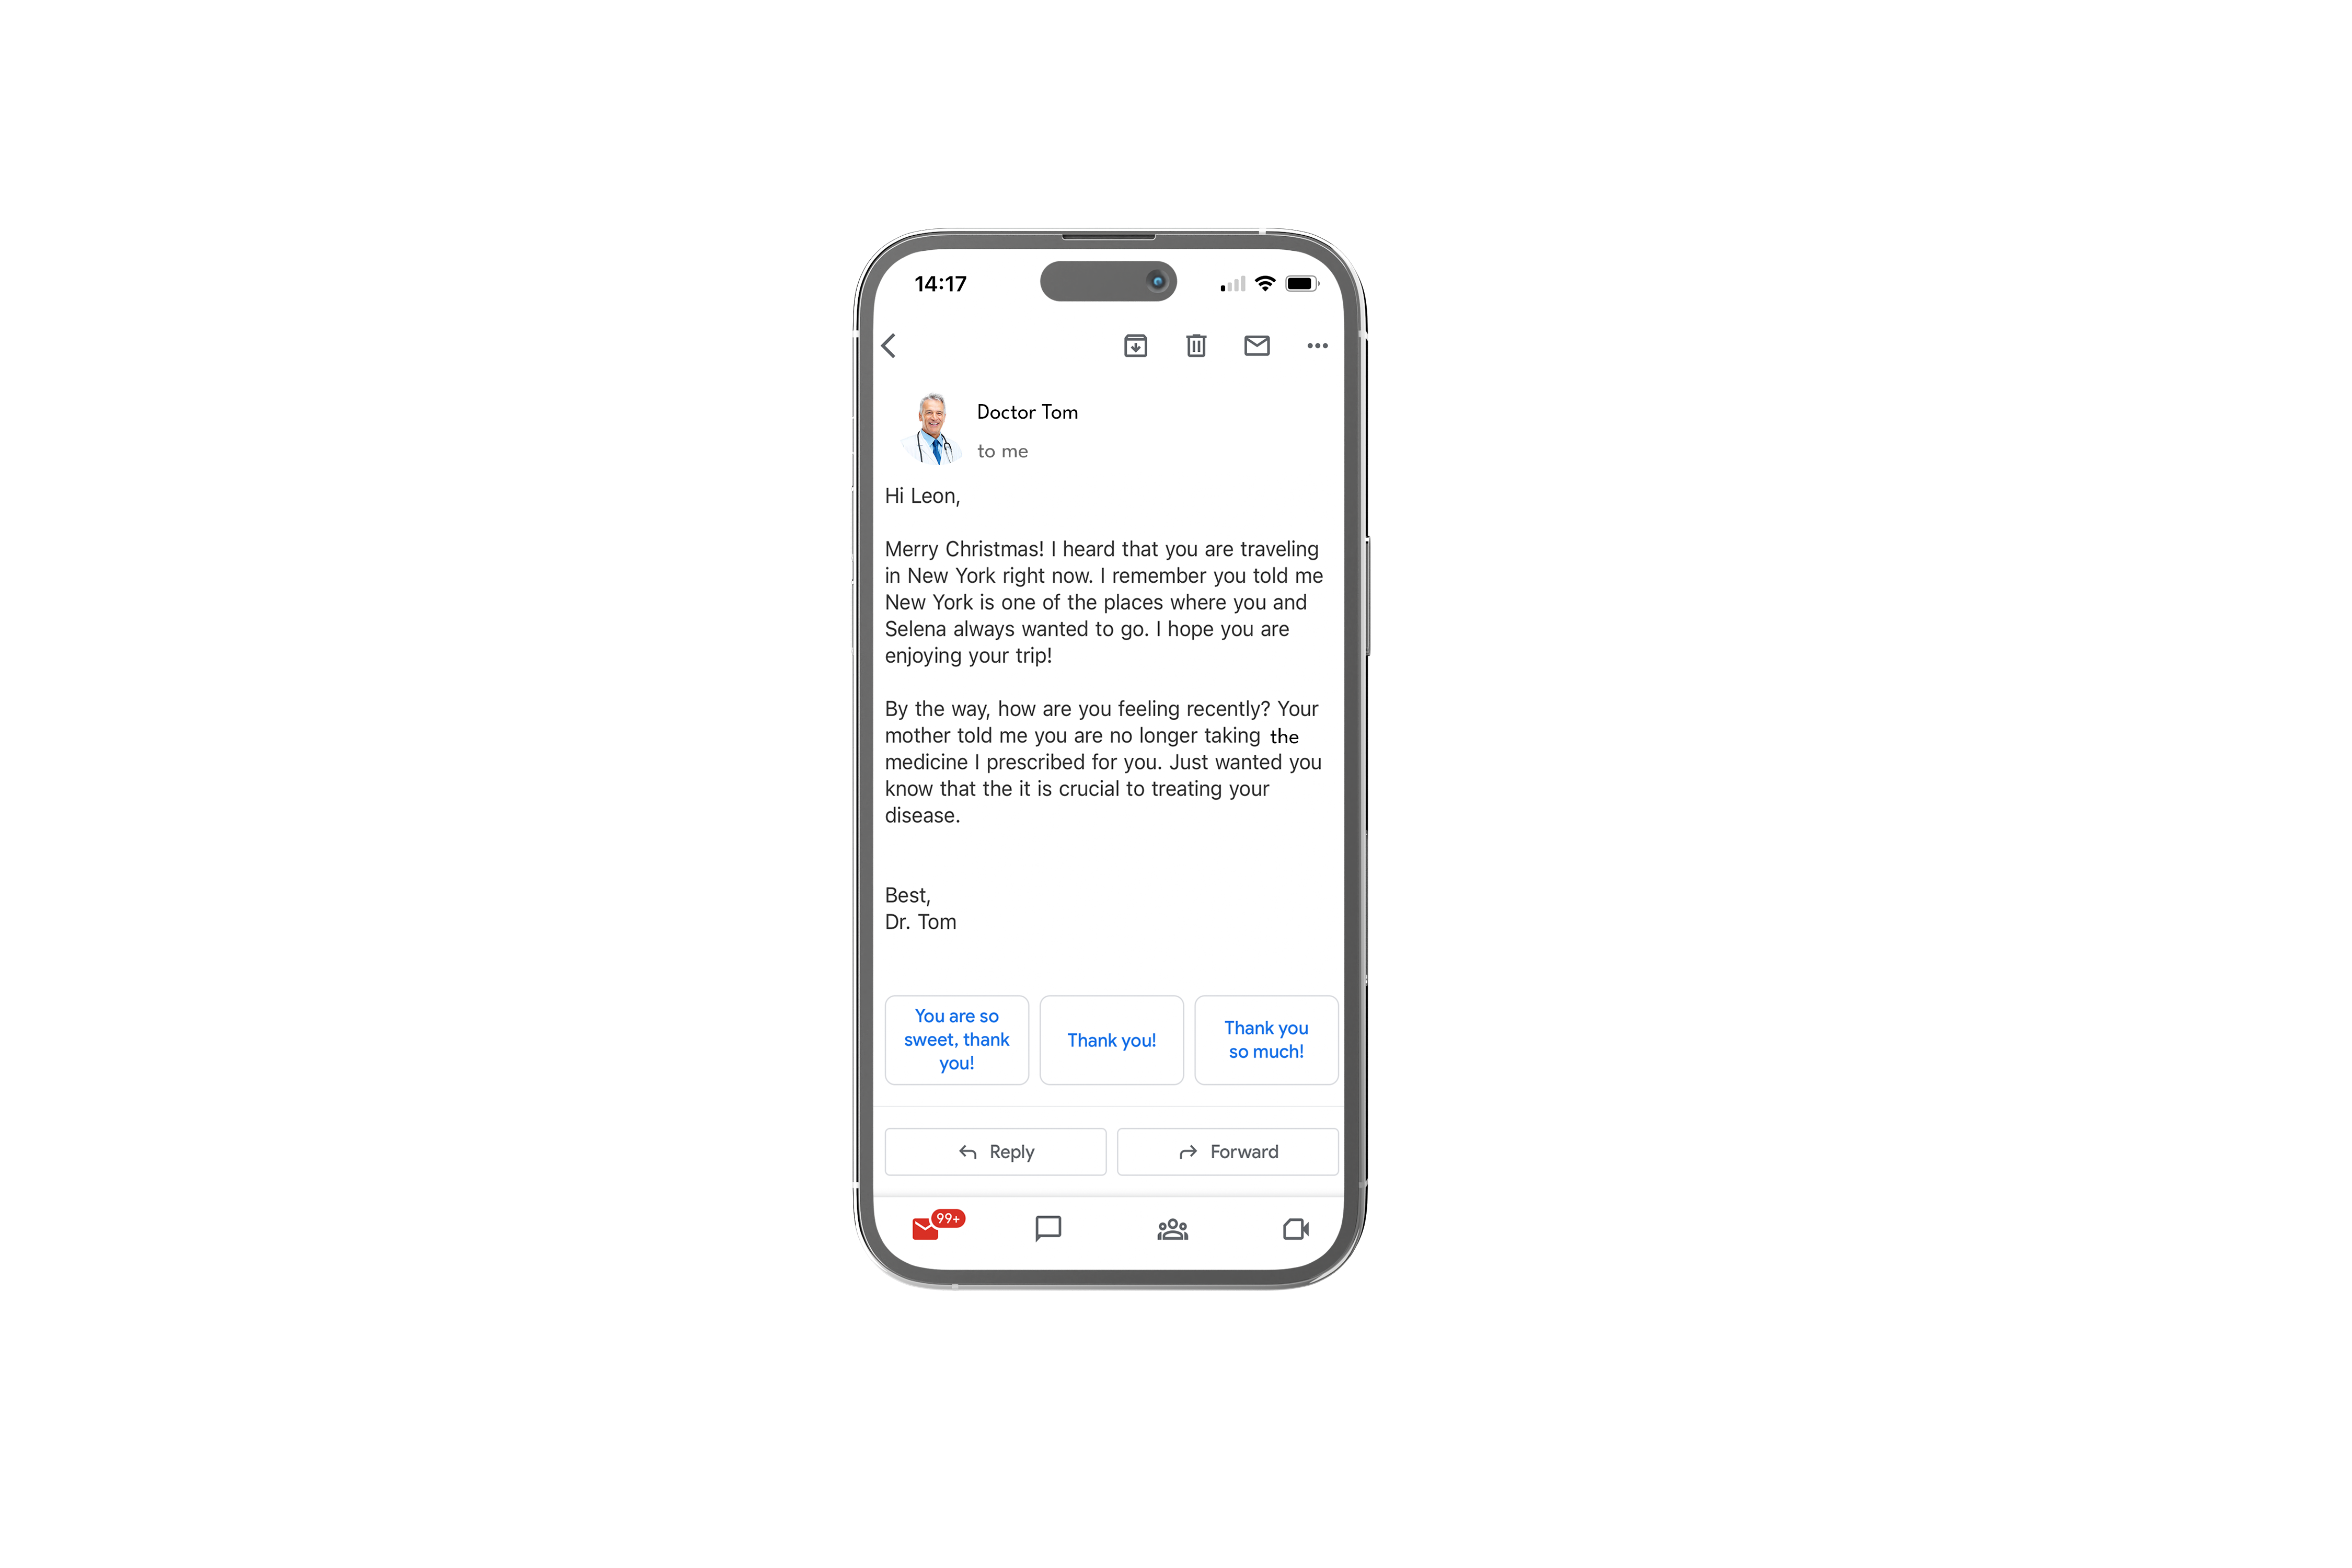 14:17
Doctor Tom
to me
Hi Leon,
Merry Christmas! I heard that you are traveling
in New York right now. I remember you told me
New York is one of the places where you and
Selena always wanted to go. I hope you are
enjoying your trip!
By the way, how are you feeling recently? Your
mother told me you are no longer taking the
medicine I prescribed for you. Just wanted you
know that the it is crucial to treating your
disease.
Best,
Dr. Tom
You are so
sweet, thank
you!
Thank you!
Thank you
so much!
Reply
Forward
99+